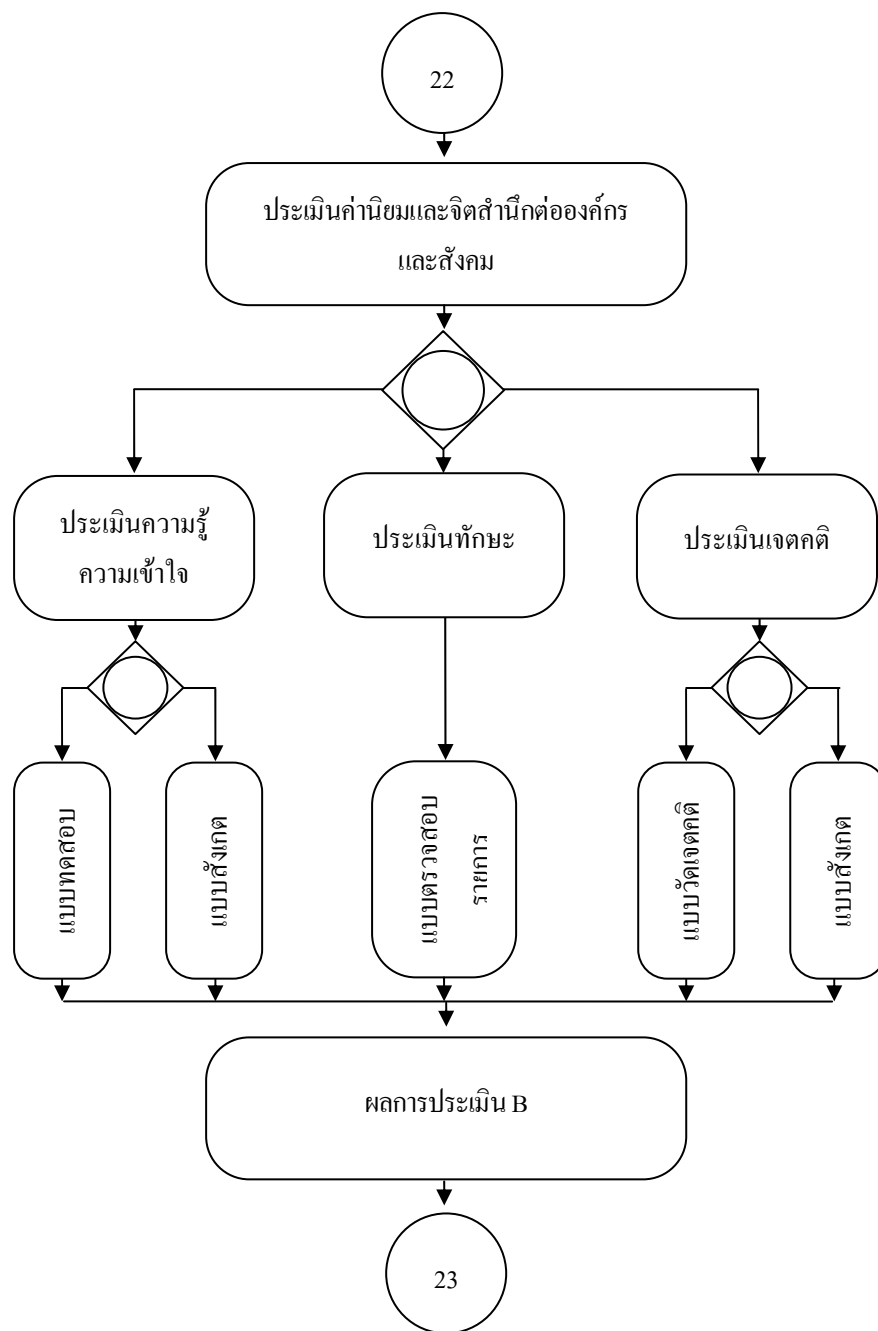 22
ประเมินค่านิยมและจิตสำนึกต่อองค์กร
และสังคม
ประเมินความรู้
ความเข้าใจ
ประเมินทักษะ
ประเมินเจตคติ
แบบทดสอบ
แบบสังเกต
แบบตรวจสอบ
รายการ
แบบวัดเจตคติ
แบบสังเกต
ผลการประเมิน B
23